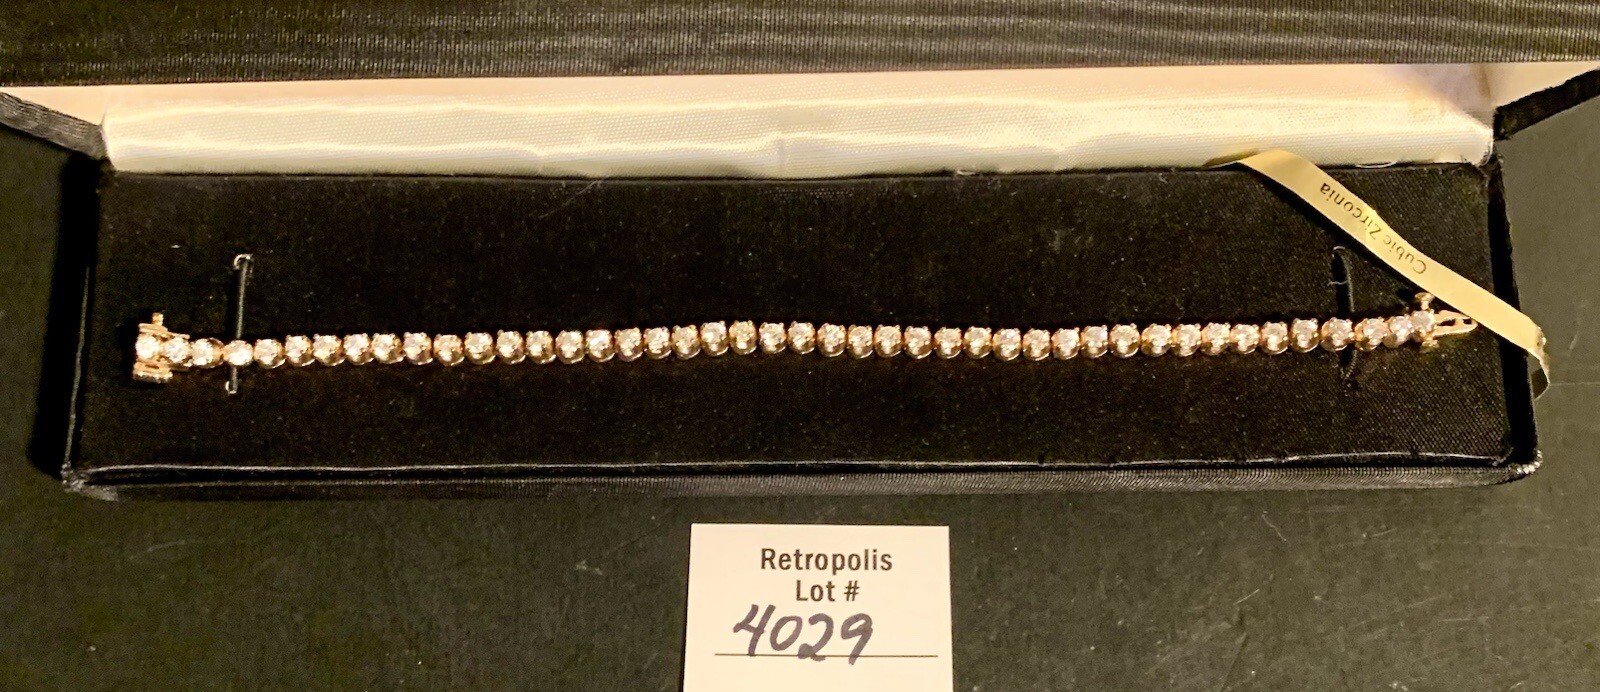 Cubic Zirconia
Retropolis
Lot #
4029